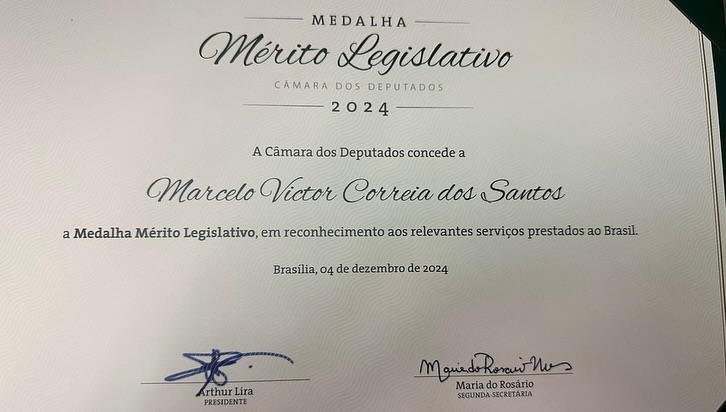 MEDALHA
Mérito Legislativo
CÂMARA DOS DEPUTADOS
2024
A Câmara dos Deputados concede a
Marcelo Victor Correia dos Santos
a Medalha Mérito Legislativo, em reconhecimento aos relevantes serviços prestados ao Brasil.
Brasília, 04 de dezembro de 2024
Arthur Lira
PRESIDENTE
Maria do Rosário
SEGUNDA-SECRETÁRIA